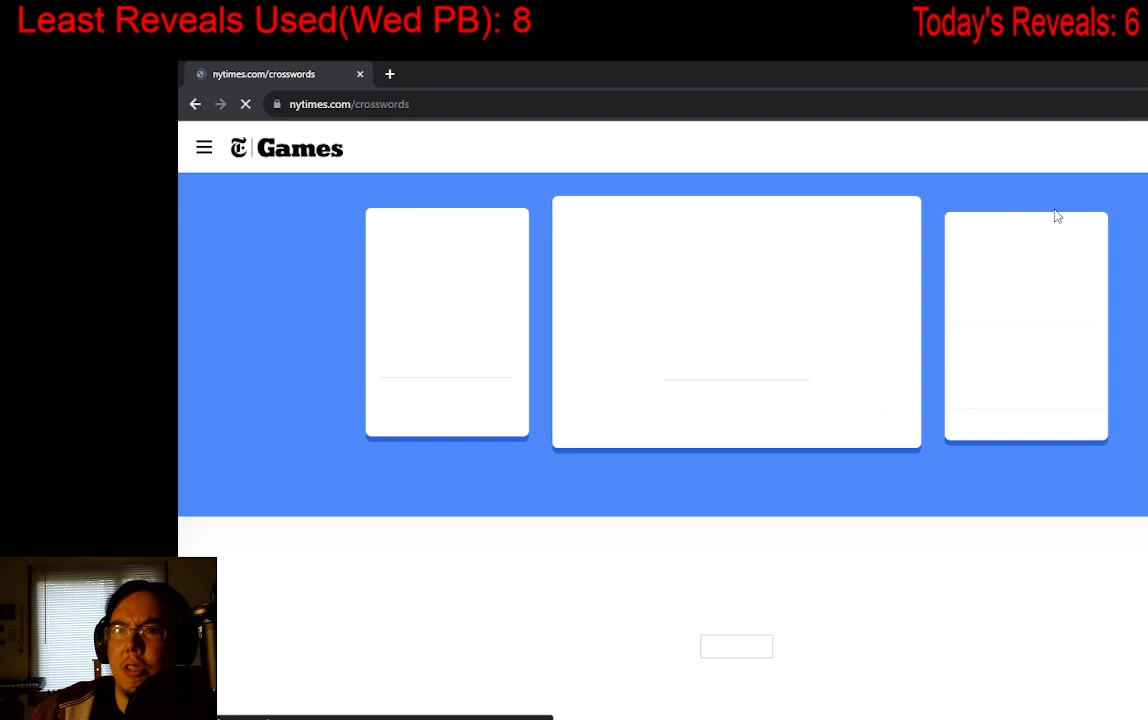 Least Reveals Used(Wed PB): 8
Today's Reveals: 6
nytimes.com/crosswords
nytimes.com/crosswords
T Games